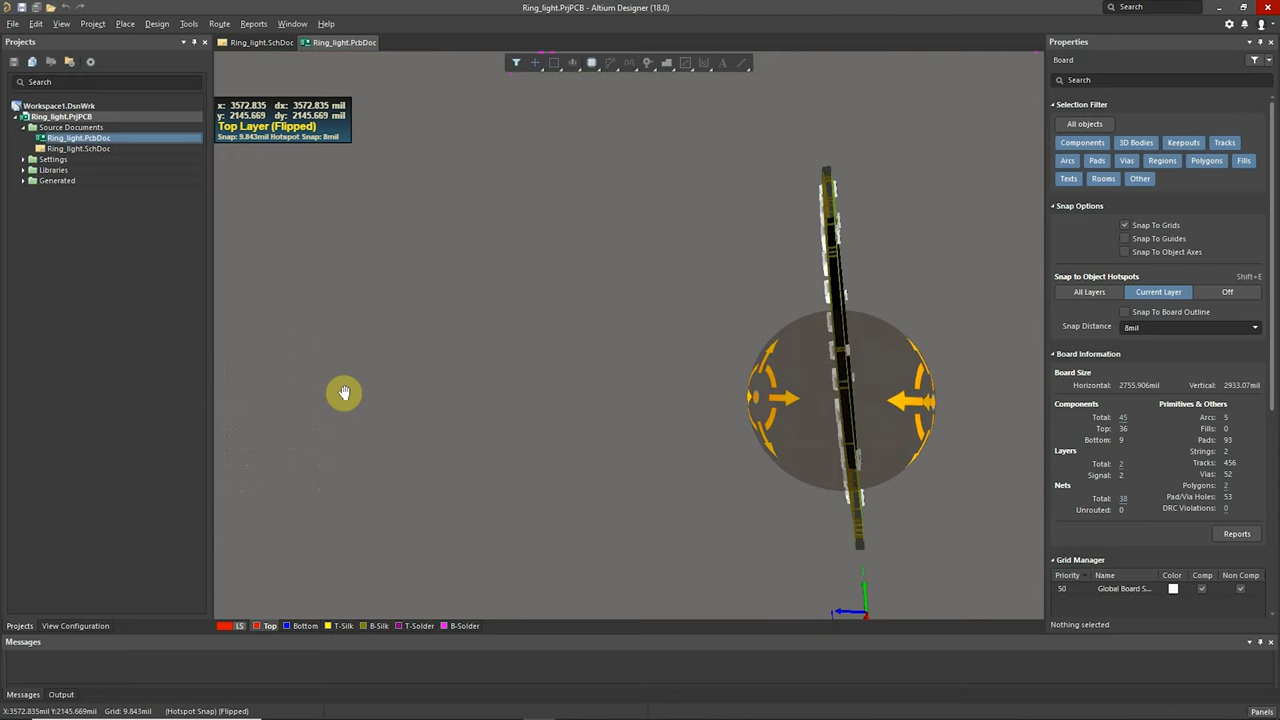 Ring_light.PrjPCB - Altium Designer (18.0)
Search
File Edit View Project Place Design Tools Route Reports Window Help
Projects
Ring_light.SchDoc Ring_light.PcbDoc
Properties
Board
Search
Search
Workspace1.DsnWrk
Ring_light.PrjPCB
Source Documents
Ring_light.PcbDoc
Ring_light.SchDoc
Settings
Libraries
Generated
x: 3572.835 dx: 3572.835 mil
y: 2145.669 dy: 2145.669 mil
Top Layer (Flipped)
Snap: 9.843mil Hotspot Snap: 8mil
Selection Filter
All objects
Components 3D Bodies Keepouts Tracks
Arcs Pads Vias Regions Polygons Fills
Texts Rooms Other
Snap Options
Snap To Grids
Snap To Guides
Snap To Object Axes
Snap to Object Hotspots Shift+E
All Layers Current Layer Off
Snap To Board Outline
Snap Distance 8mil
Board Information
Board Size
Horizontal: 2755.906mil Vertical: 2933.07mil
Components Primitives & Others
Total: 45 Arcs: 5
Top: 36 Fills: 0
Bottom: 9 Pads: 93
Layers Strings: 2
Total: 2 Tracks: 456
Signal: 2 Vias: 52
Nets Polygons: 2
Total: 38 Pad/Via Holes: 53
Unrouted: 0 DRC Violations: 0
Reports
Grid Manager
Priority Name Color Comp Non Comp
50 Global Board S...
Nothing selected
Projects View Configuration
LS Top Bottom T-Silk B-Silk T-Solder B-Solder
Messages
Messages Output
X:3572.835mil Y:2145.669mil Grid: 9.843mil (Hotspot Snap) (Flipped)
Panels